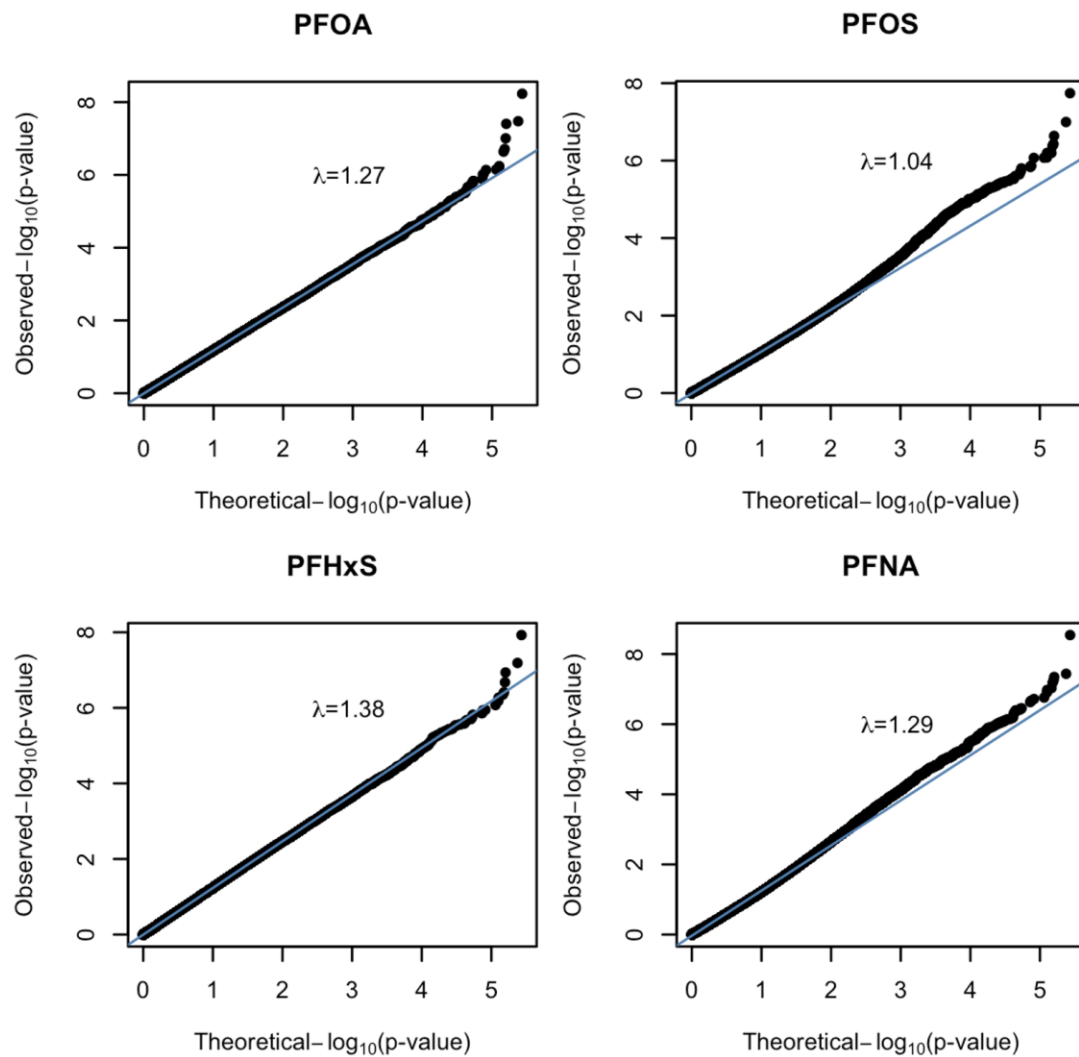 PFOA
Observed−log10(p-value)
8
6
4
2
0
λ=1.27
0 1 2 3 4 5
Theoretical−log10(p-value)
PFOS
Observed−log10(p-value)
8
6
4
2
0
λ=1.04
0 1 2 3 4 5
Theoretical−log10(p-value)
PFHxS
Observed−log10(p-value)
8
6
4
2
0
λ=1.38
0 1 2 3 4 5
Theoretical−log10(p-value)
PFNA
Observed−log10(p-value)
8
6
4
2
0
λ=1.29
0 1 2 3 4 5
Theoretical−log10(p-value)